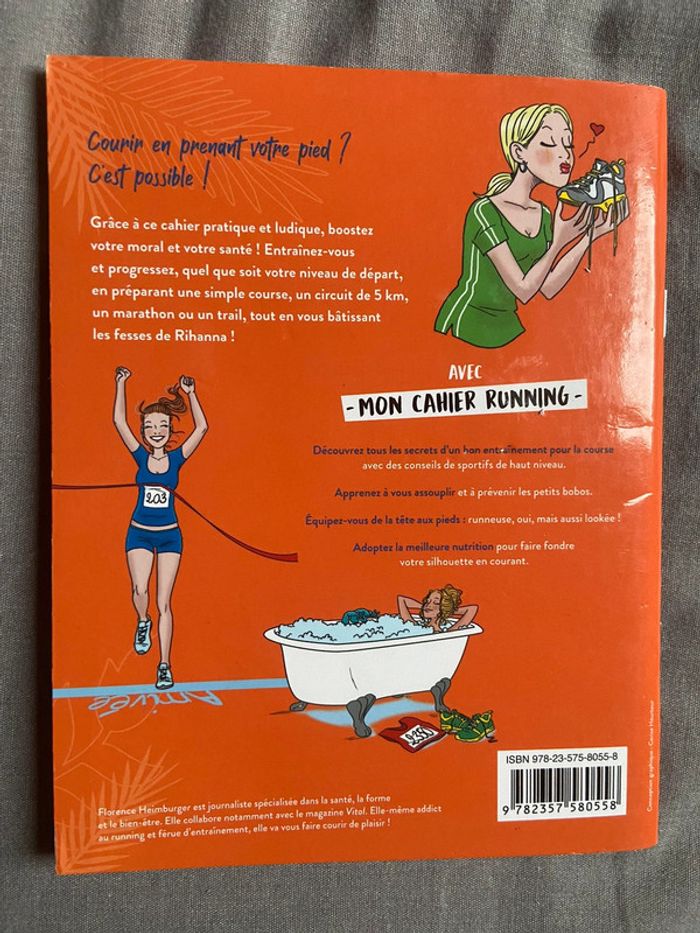 Courir en prenant votre pied ?
C'est possible !
Grâce à ce cahier pratique et ludique, boostez
votre moral et votre santé ! Entraînez-vous
et progressez, quel que soit votre niveau de départ,
en préparant une simple course, un circuit de 5 km,
un marathon ou un trail, tout en vous bâtissant
les fesses de Rihanna !
AVEC
- MON CAHIER RUNNING -
Découvrez tous les secrets d'un bon entraînement pour la course
avec des conseils de sportifs de haut niveau.
Apprenez à vous assouplir et à prévenir les petits bobos.
Équipez-vous de la tête aux pieds : runneuse, oui, mais aussi lookée !
Adoptez la meilleure nutrition pour faire fondre
votre silhouette en courant.
203
Arrivée
239
Florence Heimburger est journaliste spécialisée dans la santé, la forme
et le bien-être. Elle collabore notamment avec le magazine Vital. Elle-même addict
au running et férue d'entraînement, elle va vous faire courir de plaisir !
ISBN 978-23-575-8055-8
9 782357 580558
Conception graphique :